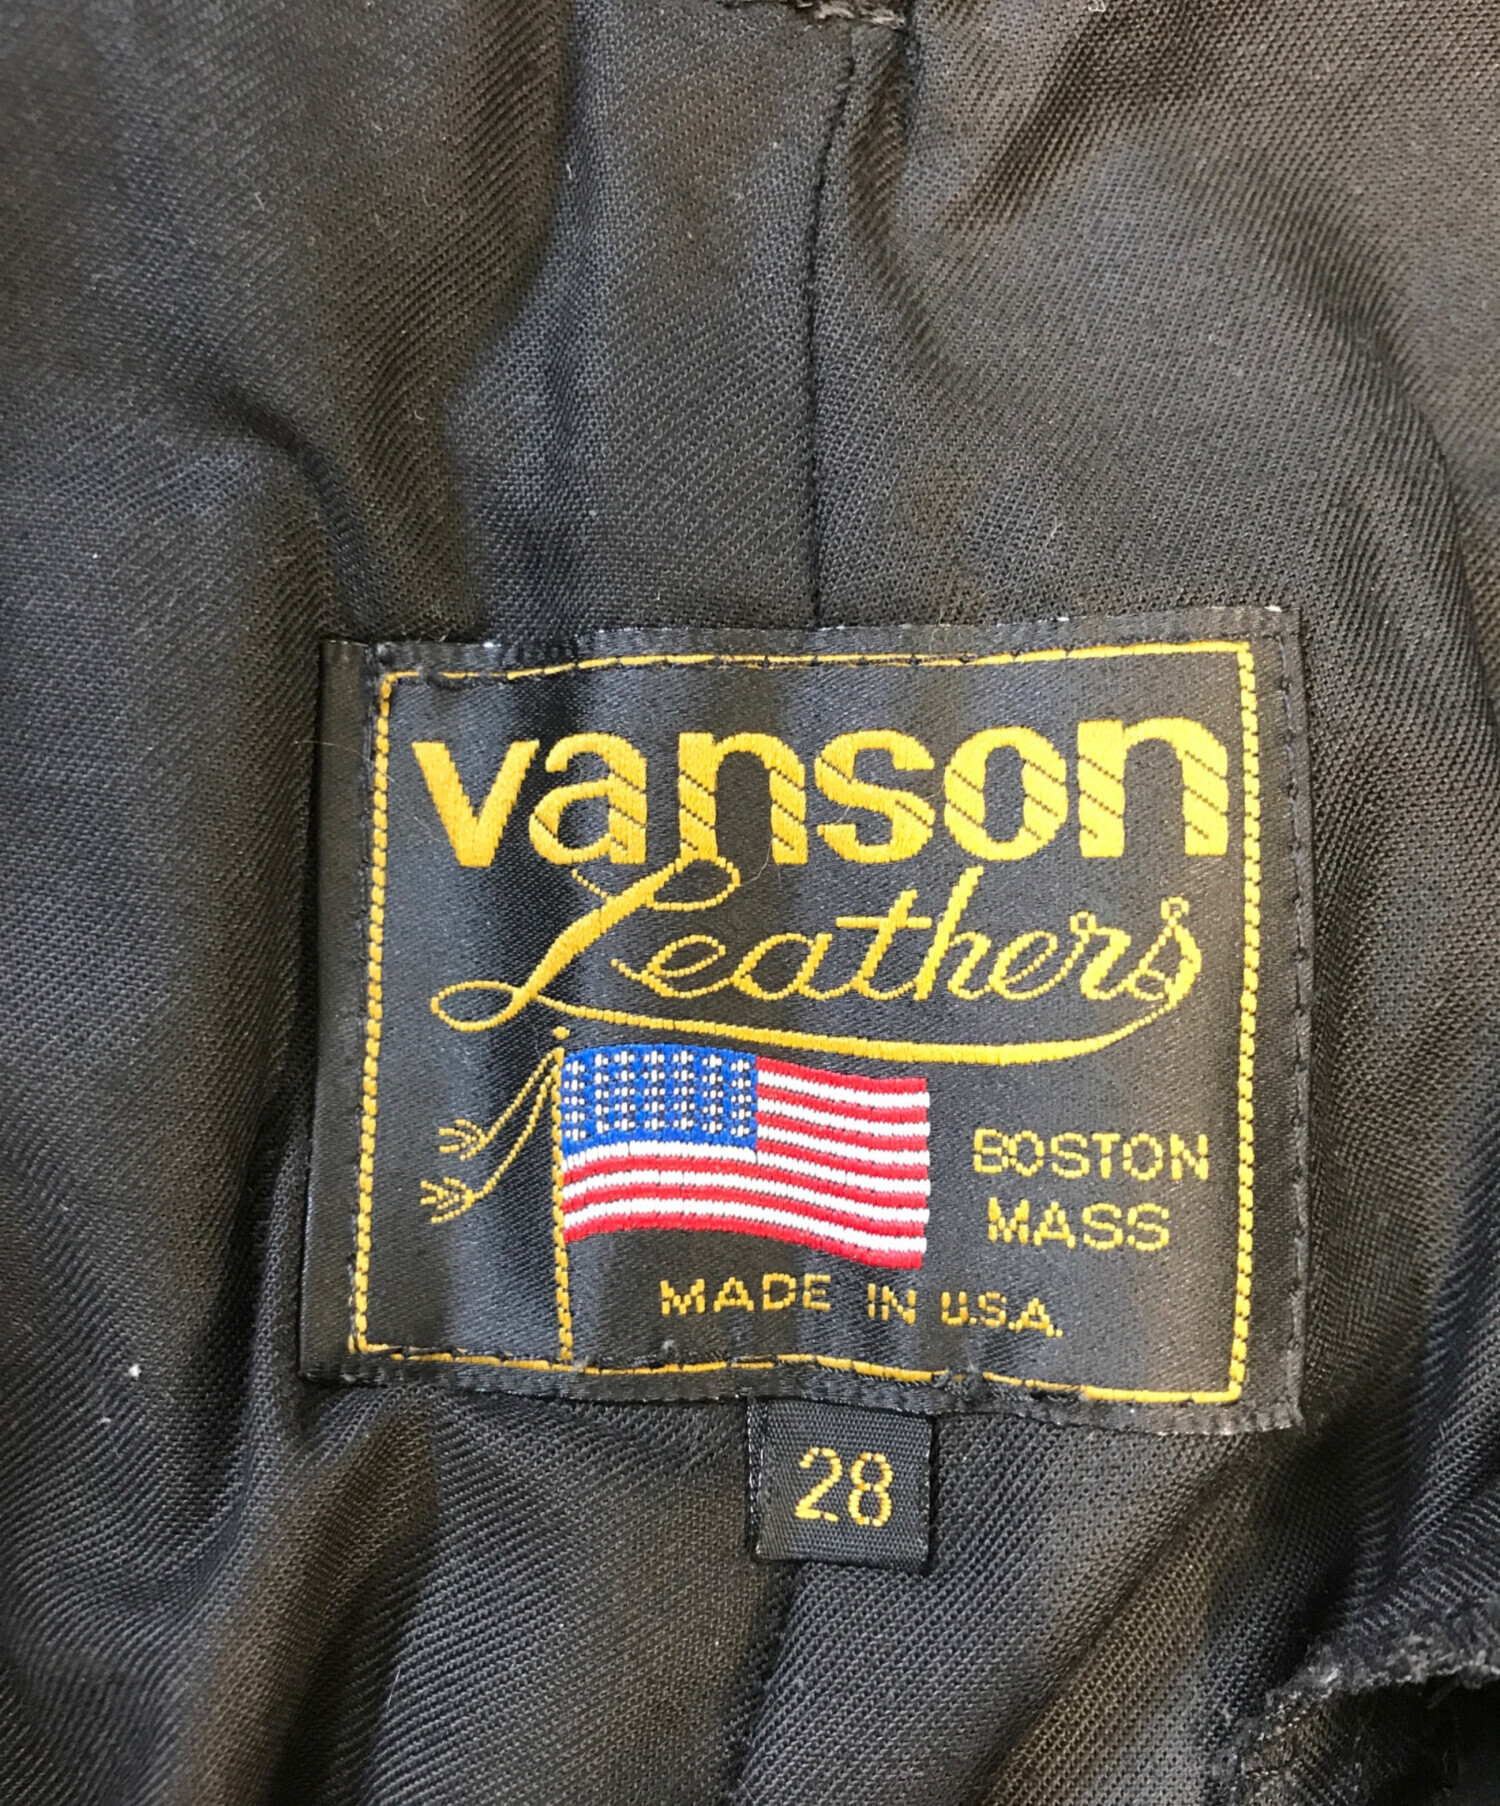 vanson
Leathers
BOSTON
MASS
MADE IN U.S.A.
28